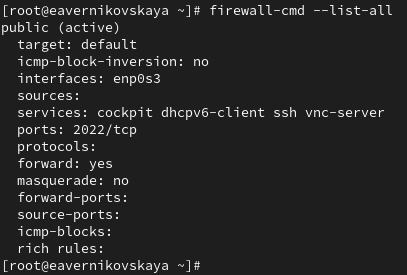 [root@eavernikovskaya ~]# firewall-cmd --list-all
public (active)
  target: default
  icmp-block-inversion: no
  interfaces: enp0s3
  sources:
  services: cockpit dhcpv6-client ssh vnc-server
  ports: 2022/tcp
  protocols:
  forward: yes
  masquerade: no
  forward-ports:
  source-ports:
  icmp-blocks:
  rich rules:
[root@eavernikovskaya ~]#